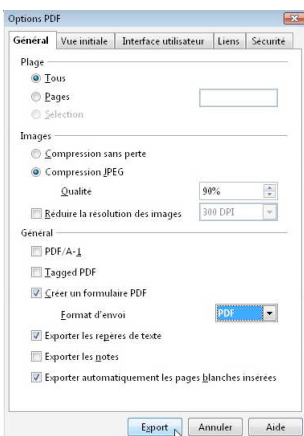 Options PDF
Général Vue initiale Interface utilisateur Liens Sécurité
Plage
Tous
Pages
Sélection
Images
Compression sans perte
Compression JPEG
Qualité 90%
Réduire la résolution des images 300 DPI
Général
PDF/A-1
Tagged PDF
Créer un formulaire PDF
Format d'envoi PDF
Exporter les repères de texte
Exporter les notes
Exporter automatiquement les pages blanches insérées
Export Annuler Aide